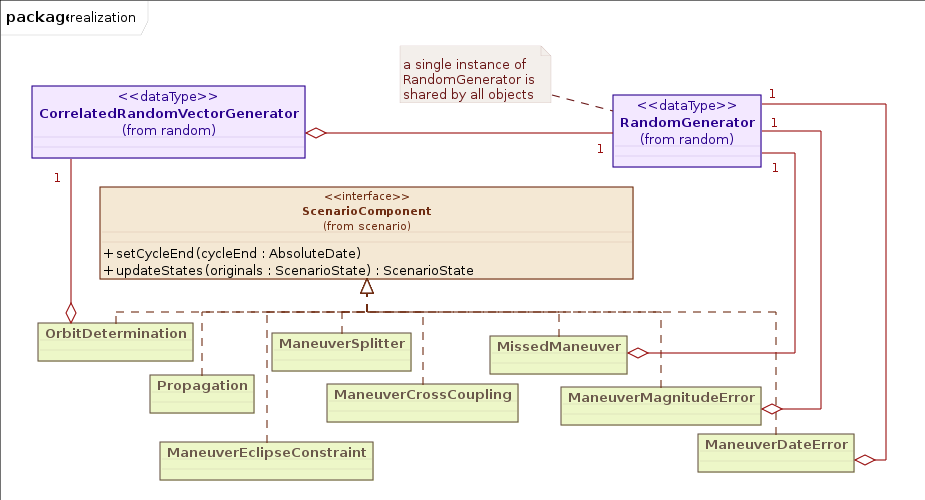 package realization
a single instance of
RandomGenerator is
shared by all objects
<<dataType>>
CorrelatedRandomVectorGenerator
(from random)
<<dataType>>
RandomGenerator
(from random)
1
1
1
1
1
<<interface>>
ScenarioComponent
(from scenario)
+setCycleEnd(cycleEnd : AbsoluteDate)
+updateStates(originals : ScenarioState) : ScenarioState
OrbitDetermination
ManeuverSplitter
MissedManeuver
Propagation
ManeuverCrossCoupling
ManeuverMagnitudeError
ManeuverDateError
ManeuverEclipseConstraint